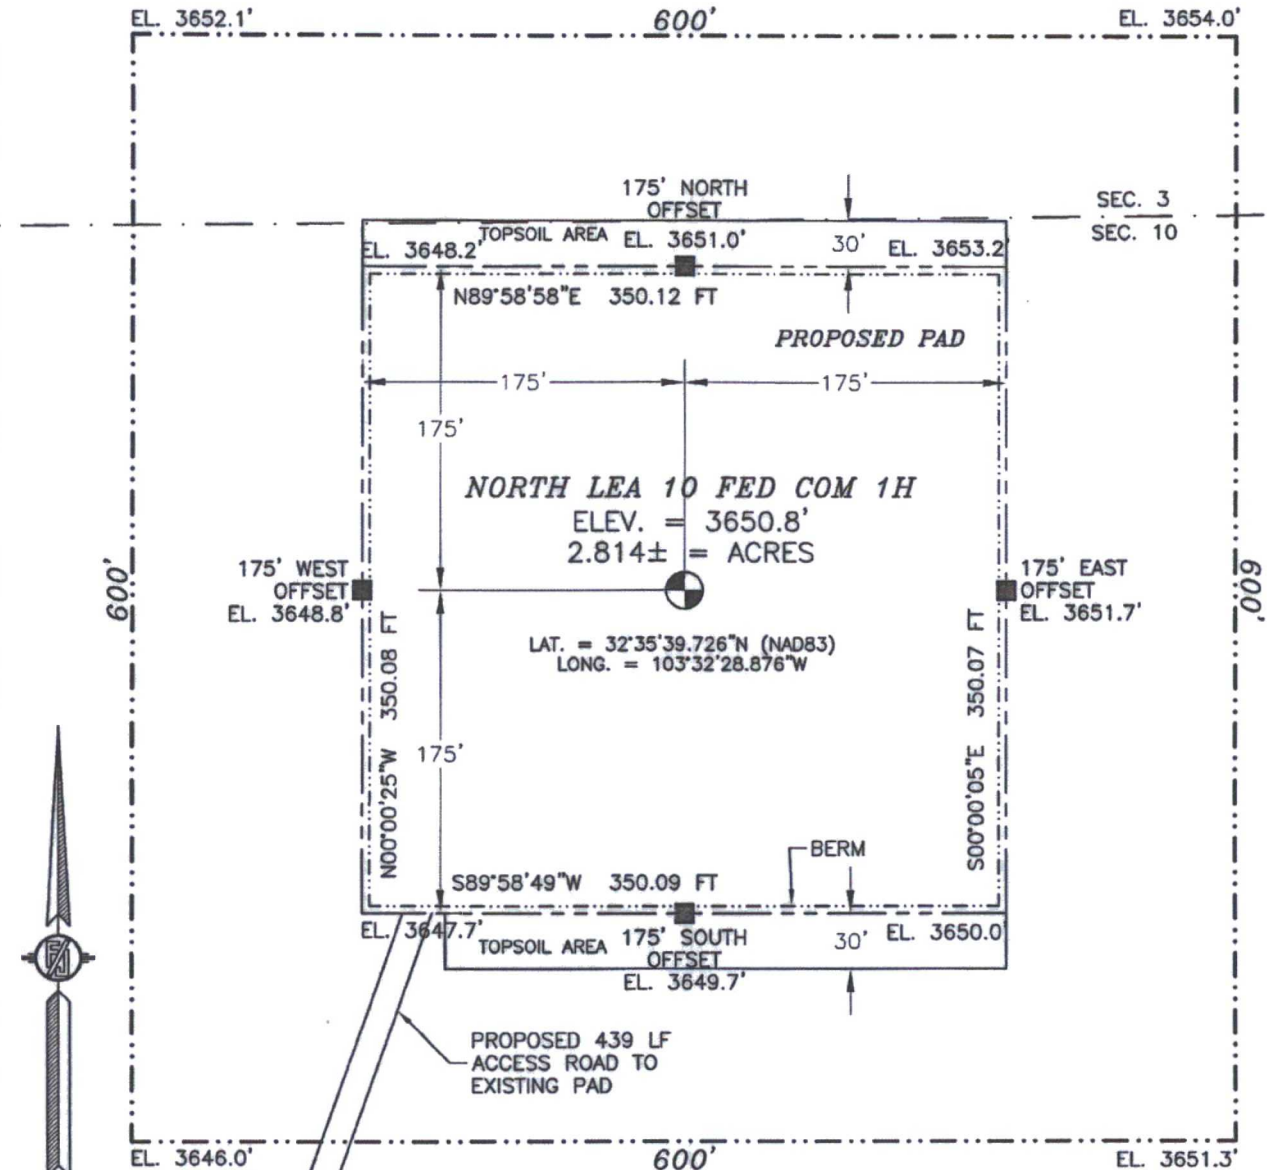 EL. 3652.1'
600'
EL. 3654.0'
175' NORTH
OFFSET
SEC. 3
SEC. 10
TOPSOIL AREA
EL. 3651.0'
30'
EL. 3648.2'
EL. 3653.2'
N89°58'58"E 350.12 FT
PROPOSED PAD
175'
175'
175'
NORTH LEA 10 FED COM 1H
ELEV. = 3650.8'
2.814± = ACRES
600'
175' WEST
OFFSET
EL. 3648.8'
175' EAST
OFFSET
EL. 3651.7'
600'
LAT. = 32°35'39.726"N (NAD83)
LONG. = 103°32'28.876"W
N00°00'25"W 350.08 FT
S00°00'05"E 350.07 FT
175'
BERM
S89°58'49"W 350.09 FT
EL. 3647.7'
TOPSOIL AREA
175' SOUTH
OFFSET
EL. 3649.7'
30'
EL. 3650.0'
PROPOSED 439 LF
ACCESS ROAD TO
EXISTING PAD
EL. 3646.0'
600'
EL. 3651.3'